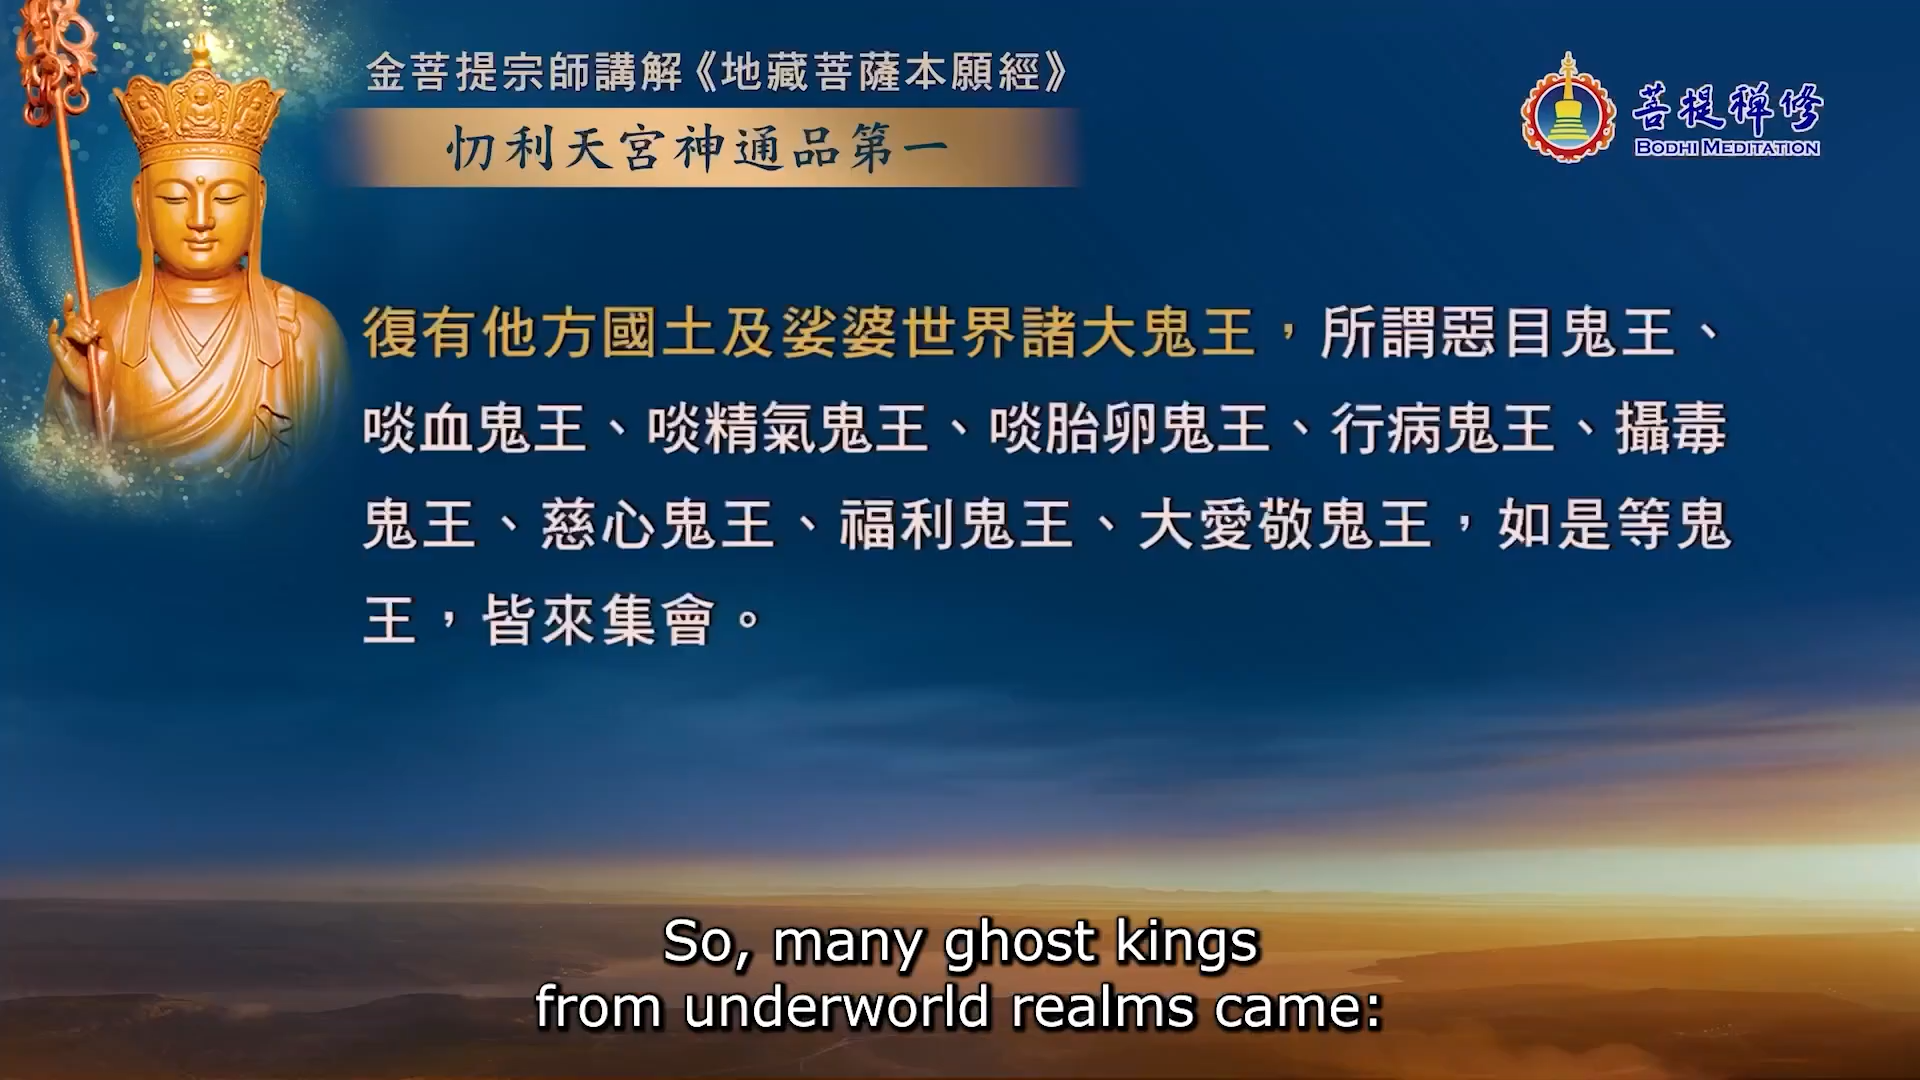 金菩提宗師講解《地藏菩薩本願經》
忉利天宮神通品第一
菩提禪修
BODHI MEDITATION
復有他方國土及娑婆世界諸大鬼王，所謂惡目鬼王、
啖血鬼王、啖精氣鬼王、啖胎卵鬼王、行病鬼王、攝毒
鬼王、慈心鬼王、福利鬼王、大愛敬鬼王，如是等鬼
王，皆來集會。
So, many ghost kings
from underworld realms came: